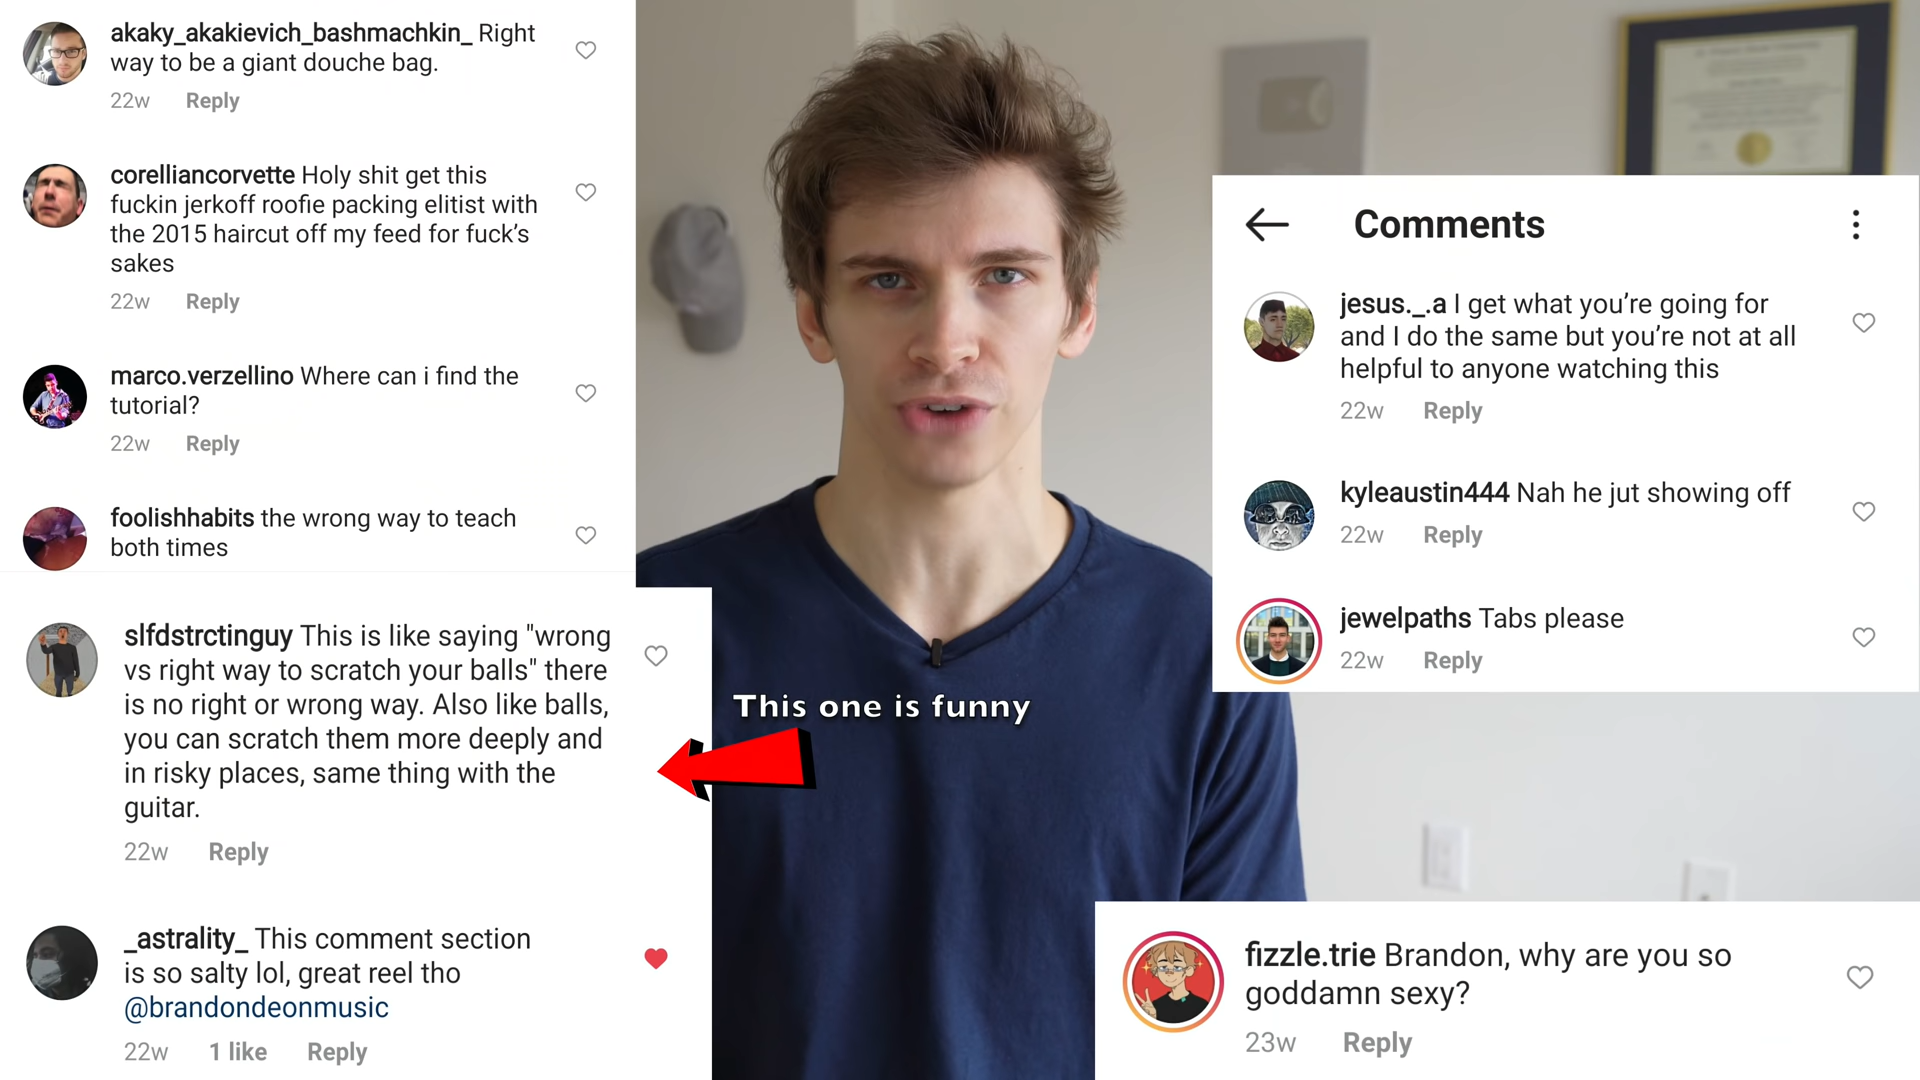 akaky_akakievich_bashmachkin_ Right
way to be a giant douche bag.
22w Reply
corelliancorvette Holy shit get this
fuckin jerkoff roofie packing elitist with
the 2015 haircut off my feed for fuck's
sakes
22w Reply
marco.verzellino Where can i find the
tutorial?
22w Reply
foolishhabits the wrong way to teach
both times
slfdstrctinguy This is like saying "wrong
vs right way to scratch your balls" there
is no right or wrong way. Also like balls,
you can scratch them more deeply and
in risky places, same thing with the
guitar.
22w Reply
_astrality_ This comment section
is so salty lol, great reel tho
@brandondeonmusic
22w 1 like Reply
This one is funny
Comments
jesus._.a I get what you're going for
and I do the same but you're not at all
helpful to anyone watching this
22w Reply
kyleaustin444 Nah he jut showing off
22w Reply
jewelpaths Tabs please
22w Reply
fizzle.trie Brandon, why are you so
goddamn sexy?
23w Reply